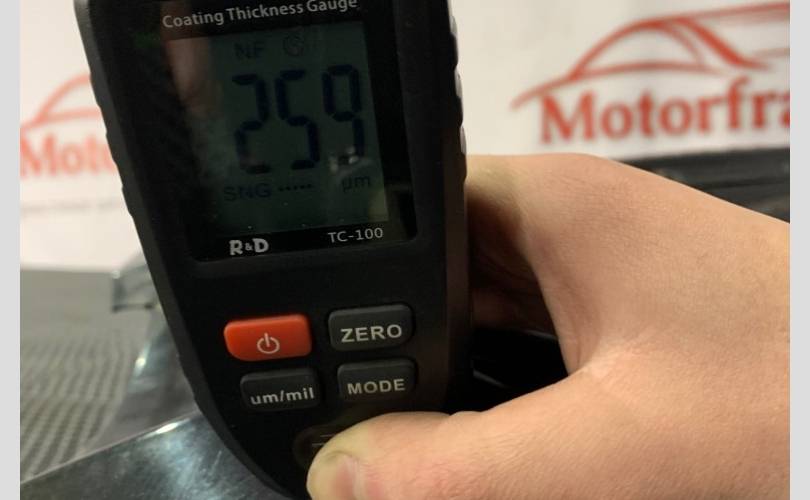 Coating Thickness Gauge
NF
259
SNG ----- μm
R&D TC-100
ZERO
um/mil MODE
Motorfra
Moto